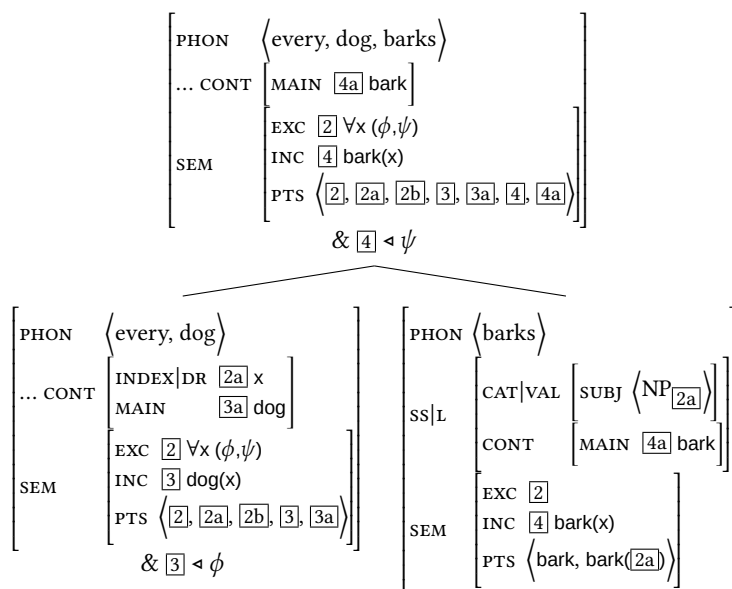 PHON ⟨every, dog, barks⟩
... CONT [MAIN 4a bark]
EXC 2 ∀x (ϕ,ψ)
SEM INC 4 bark(x)
PTS ⟨2, 2a, 2b, 3, 3a, 4, 4a⟩
& 4 ◂ ψ
PHON ⟨every, dog⟩
... CONT INDEX|DR 2a x
MAIN 3a dog
EXC 2 ∀x (ϕ,ψ)
SEM INC 3 dog(x)
PTS ⟨2, 2a, 2b, 3, 3a⟩
& 3 ◂ ϕ
PHON ⟨barks⟩
SS|L CAT|VAL [SUBJ ⟨NP2a⟩]
CONT [MAIN 4a bark]
EXC 2
SEM INC 4 bark(x)
PTS ⟨bark, bark(2a)⟩